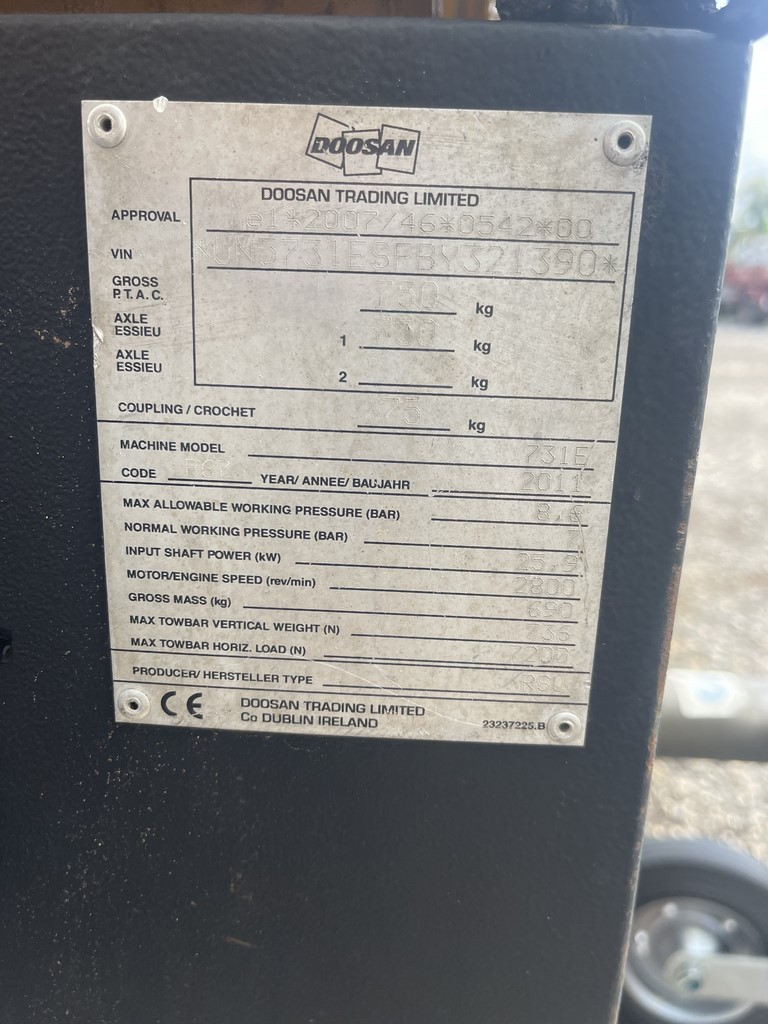 DOOSAN
DOOSAN TRADING LIMITED
APPROVAL e1*2007/46*0542*00
VIN *UN5731ESFBY321390*
GROSS P.T.A.C. 750 kg
AXLE ESSIEU 1 kg
AXLE ESSIEU 2 kg
COUPLING / CROCHET 75 kg
MACHINE MODEL 731E
CODE YEAR/ ANNEE/ BAUJAHR 2011
MAX ALLOWABLE WORKING PRESSURE (BAR)
NORMAL WORKING PRESSURE (BAR) 7
INPUT SHAFT POWER (kW) 25,9
MOTOR/ENGINE SPEED (rev/min) 2800
GROSS MASS (kg) 690
MAX TOWBAR VERTICAL WEIGHT (N) 736
MAX TOWBAR HORIZ. LOAD (N) 200
PRODUCER/ HERSTELLER TYPE RSL
CE DOOSAN TRADING LIMITED
Co DUBLIN IRELAND 23237225.B